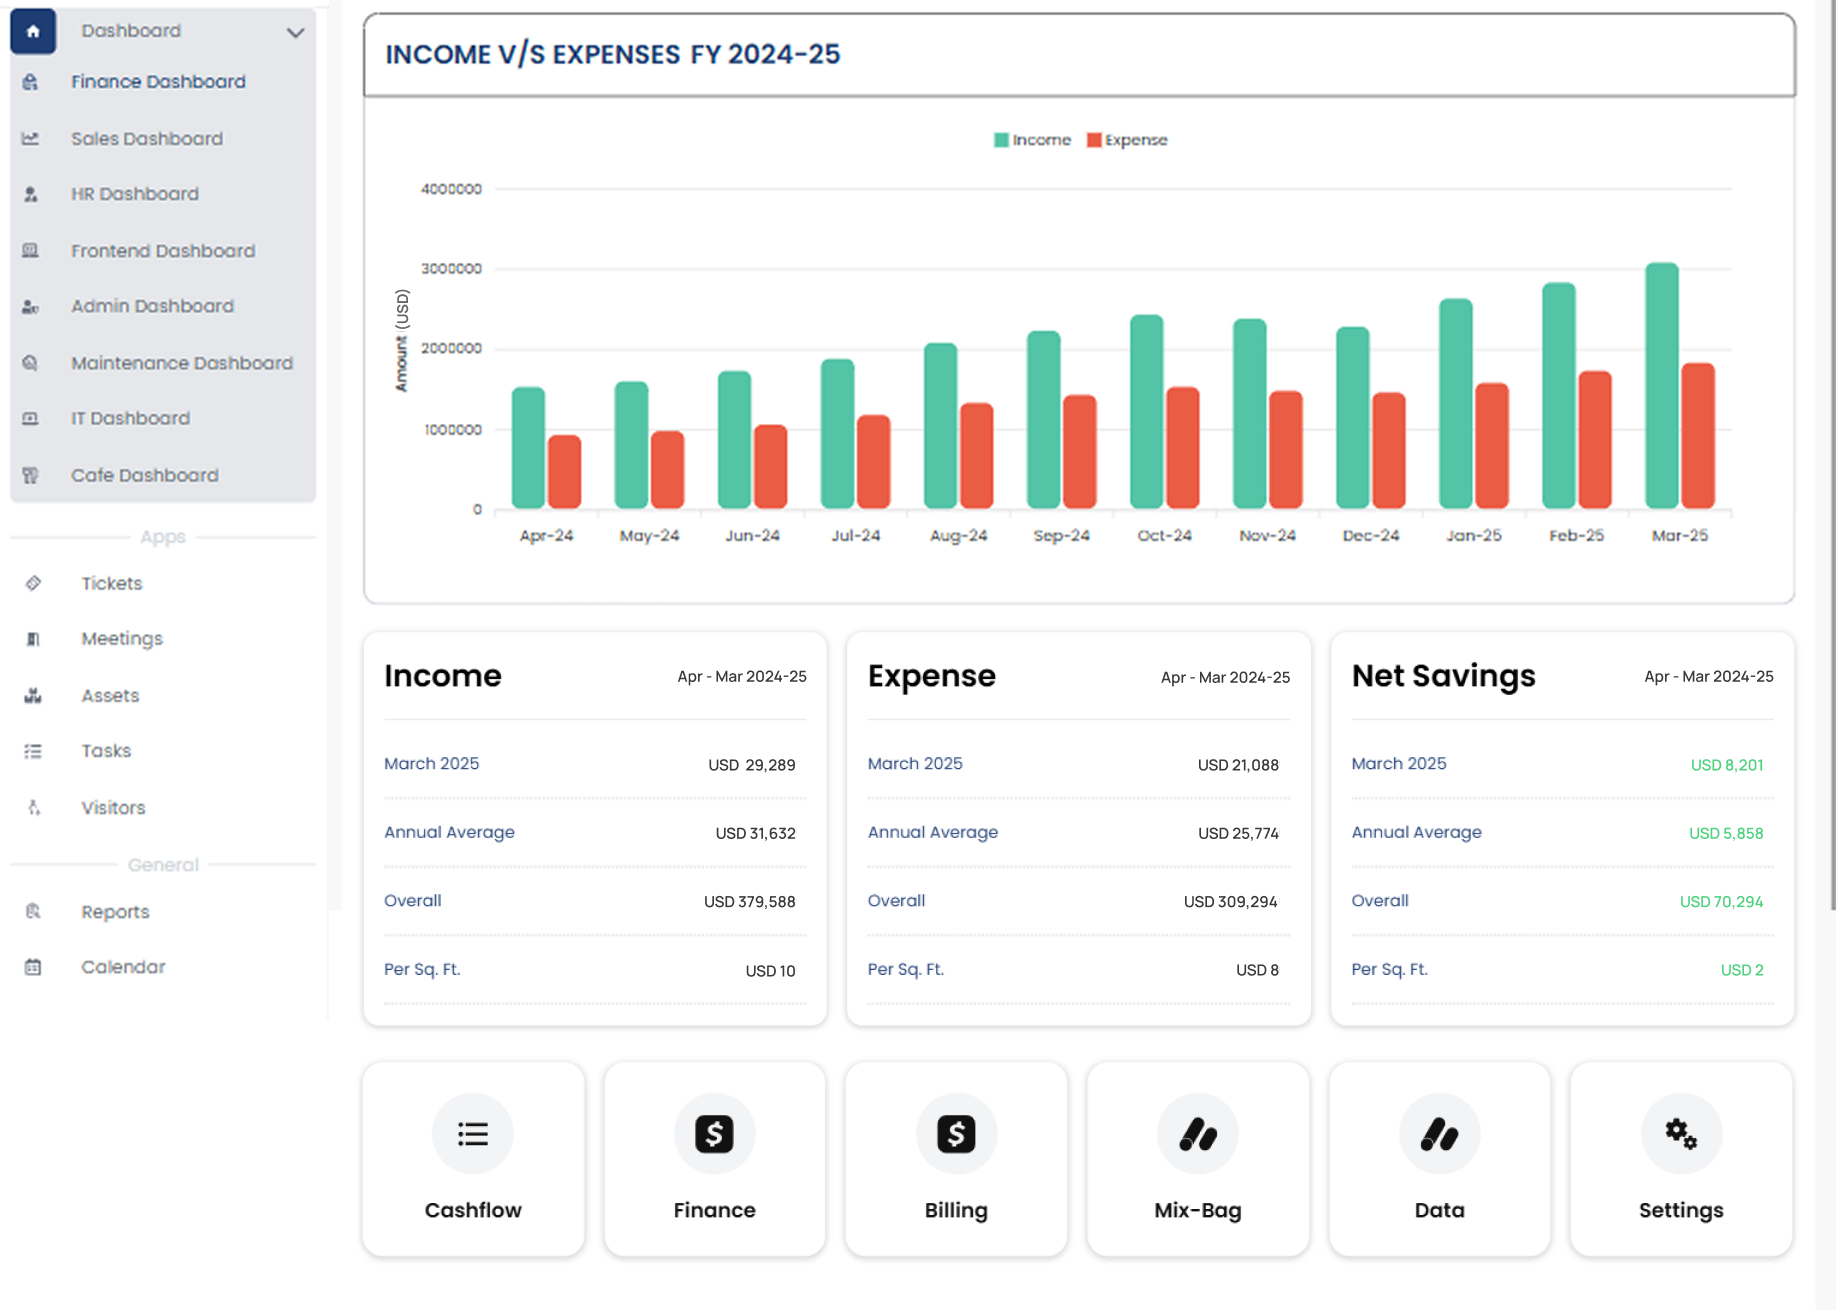 Dashboard
Finance Dashboard
Sales Dashboard
HR Dashboard
Frontend Dashboard
Admin Dashboard
Maintenance Dashboard
IT Dashboard
Cafe Dashboard
Apps
Tickets
Meetings
Assets
Tasks
Visitors
General
Reports
Calendar
INCOME V/S EXPENSES FY 2024-25
Income Expense
Amount (USD)
4000000
3000000
2000000
1000000
0
Apr-24 May-24 Jun-24 Jul-24 Aug-24 Sep-24 Oct-24 Nov-24 Dec-24 Jan-25 Feb-25 Mar-25
Income Apr - Mar 2024-25
March 2025 USD 29,289
Annual Average USD 31,632
Overall USD 379,588
Per Sq. Ft. USD 10
Expense Apr - Mar 2024-25
March 2025 USD 21,088
Annual Average USD 25,774
Overall USD 309,294
Per Sq. Ft. USD 8
Net Savings Apr - Mar 2024-25
March 2025 USD 8,201
Annual Average USD 5,858
Overall USD 70,294
Per Sq. Ft. USD 2
Cashflow
Finance
Billing
Mix-Bag
Data
Settings